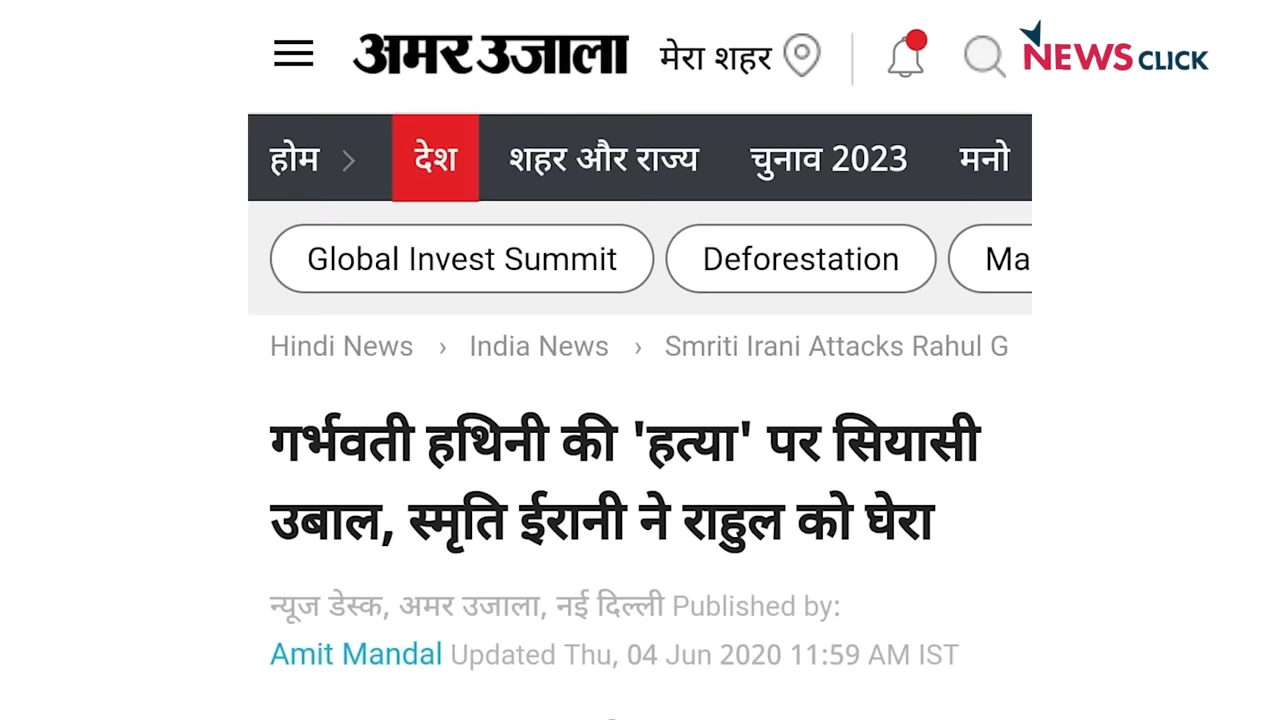 अमर उजाला मेरा शहर NEWS CLICK
होम > देश शहर और राज्य चुनाव 2023 मनो
Global Invest Summit Deforestation Ma
Hindi News › India News › Smriti Irani Attacks Rahul G
गर्भवती हथिनी की 'हत्या' पर सियासी
उबाल, स्मृति ईरानी ने राहुल को घेरा
न्यूज डेस्क, अमर उजाला, नई दिल्ली Published by:
Amit Mandal Updated Thu, 04 Jun 2020 11:59 AM IST